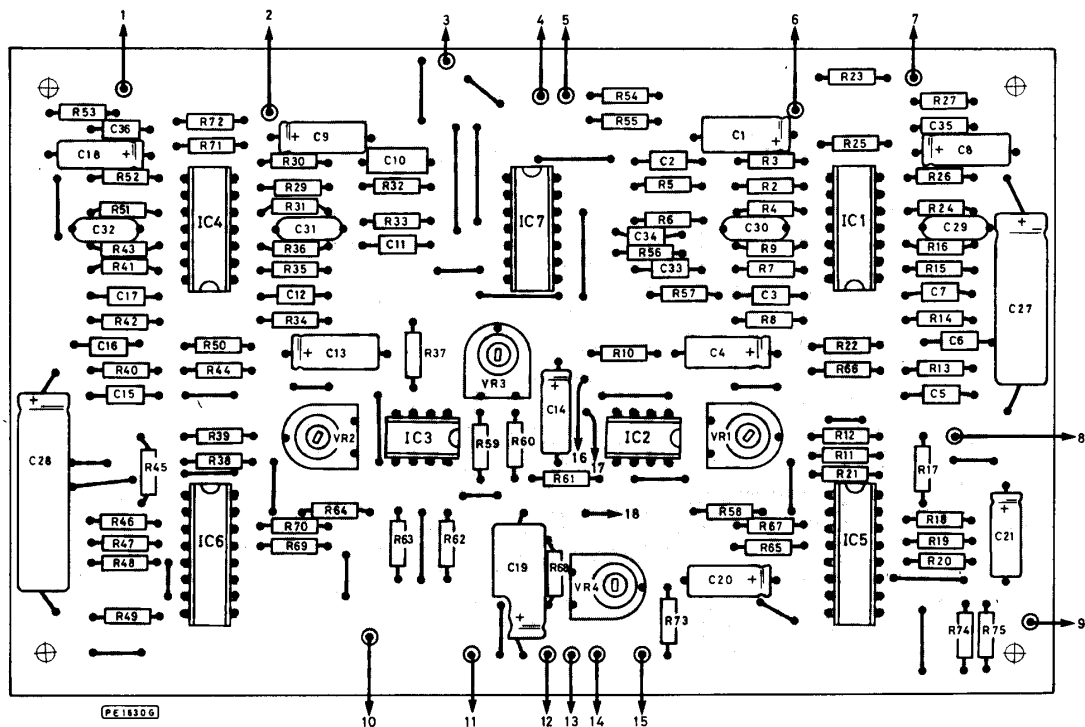 1 2 3 4 5 6 7
R23
R53 R54 R27
C36 R72 C9 R55 C1 C35
C18 + R71 + C10 + R25 + C8
R30 C2 R3
R52 R29 R32 R5 R2 R26
R51 R31 R4 R24
IC4 IC7 IC1
C32 C31 R33 R6 C30 C29 +
R43 R36 C11 C34 R9 R16
R41 R35 R56 C33 R7 R15
C17 C12 R57 C3 C7 C27
R42 R34 R8 R14
C16 R50 + C13 R37 R10 C4 + R22 C6
VR3
R40 R44 R66 R13
C15 + C14 C5
+
R39 VR2 IC3 R59 R60 IC2 VR1 R12 8
C28 R45 R38 16 17 R11 R17
R61 R21
+
R46 R64 18 R58 R18
R47 IC6 R70 R63 R62 R67 IC5 R19 C21
R48 R69 C19 R68 R65 R20
VR4 C20 +
R49 + R73 R74 R75 9
PE1630G
10 11 12 13 14 15